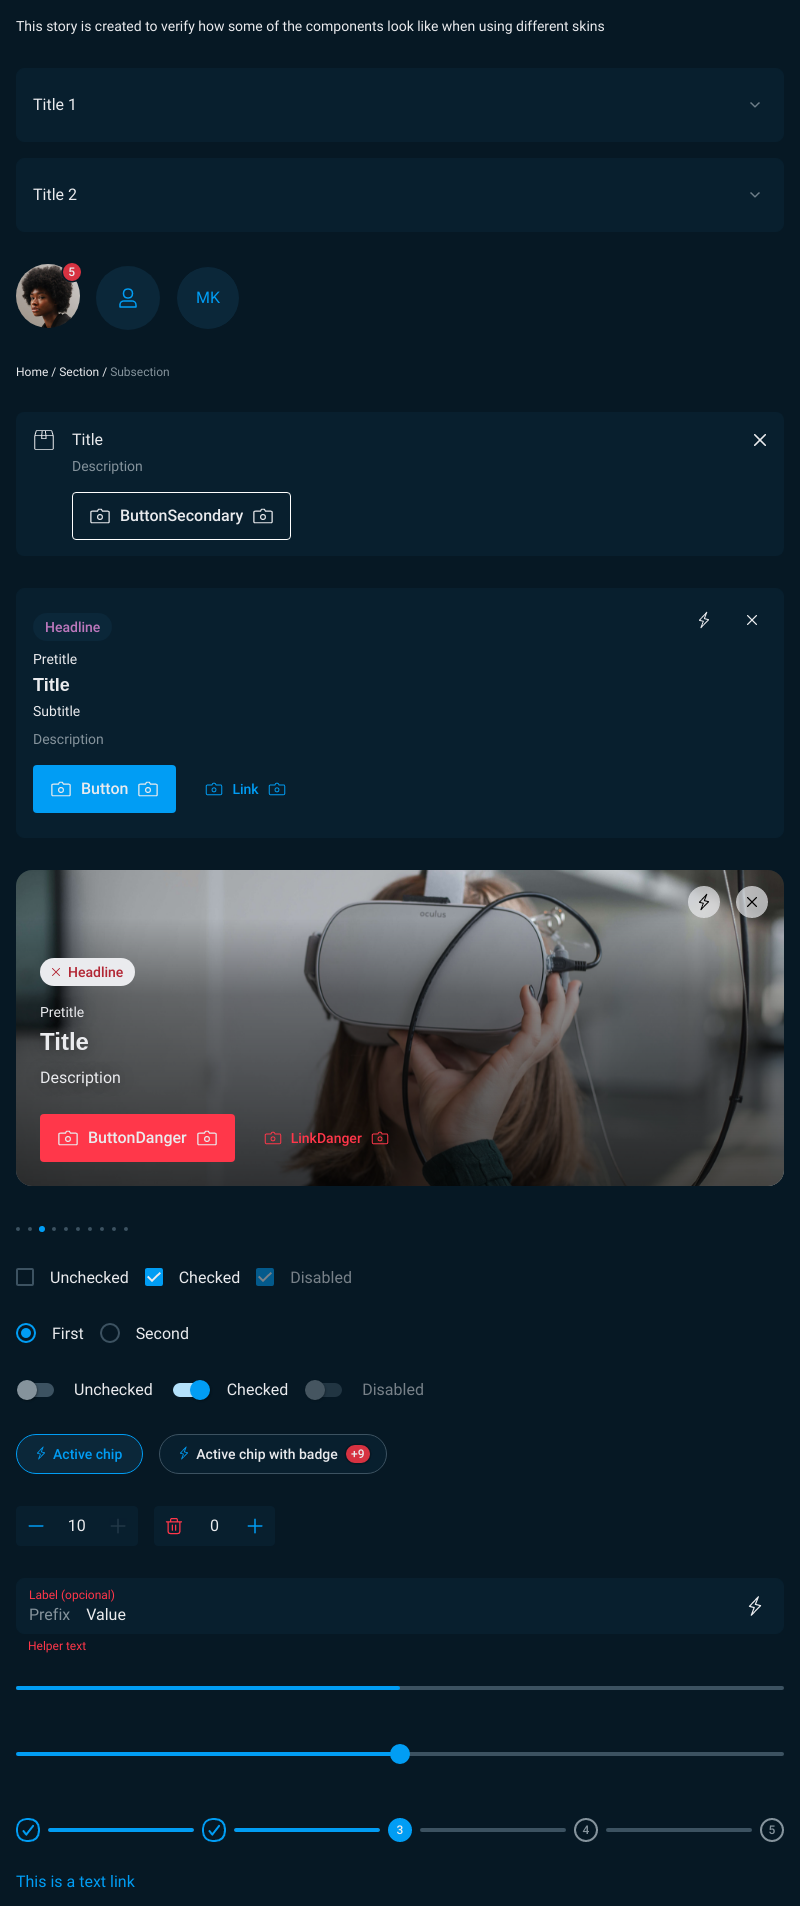 This story is created to verify how some of the components look like when using different skins
Title 1
Title 2
5
MK
Home / Section / Subsection
Title
Description
ButtonSecondary
Headline
Pretitle
Title
Subtitle
Description
Button
Link
oculus
Headline
Pretitle
Title
Description
ButtonDanger
LinkDanger
Unchecked
Checked
Disabled
First
Second
Unchecked
Checked
Disabled
Active chip
Active chip with badge +9
10
0
Label (opcional)
Prefix Value
Helper text
3
4
5
This is a text link